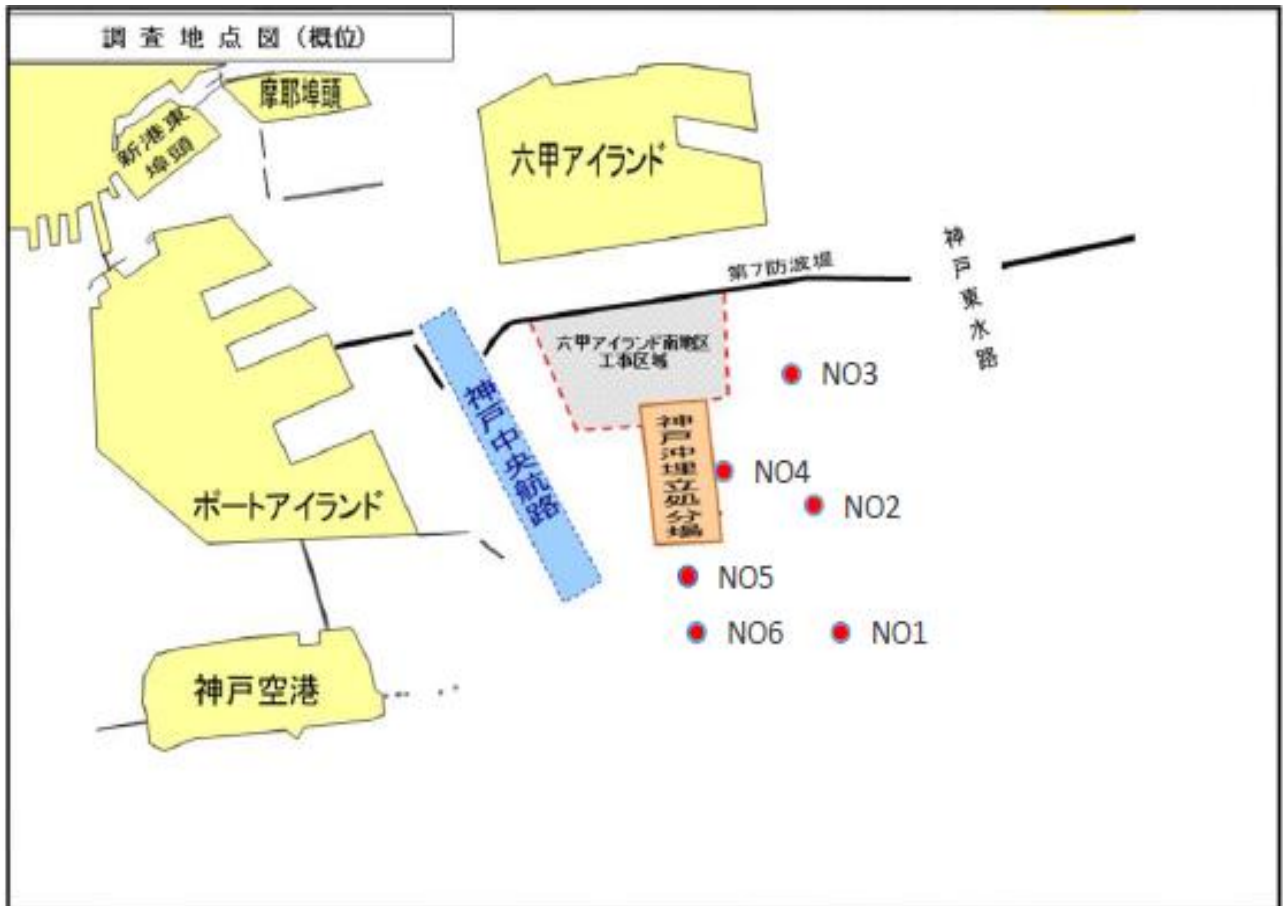 調査地点図(概位)
摩耶埠頭
新港東
埠頭
六甲アイランド
神戸東水路
第7防波堤
六甲アイランド南地区
工事区域
NO3
神戸中央航路
神戸沖埋立処分場
NO4
ポートアイランド
NO2
NO5
NO6
NO1
神戸空港